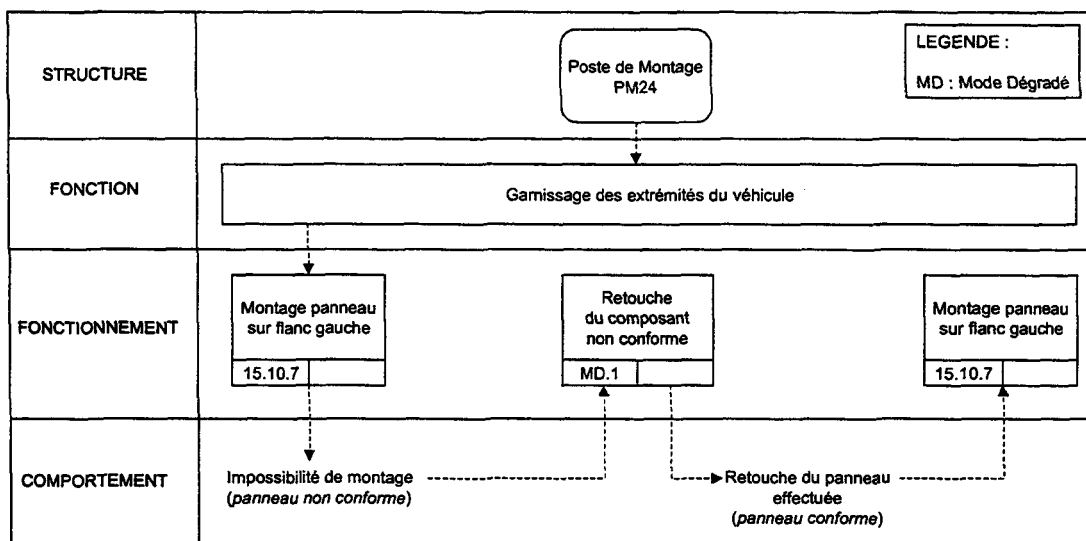 LEGENDE :
MD : Mode Dégradé
STRUCTURE
Poste de Montage
PM24
FONCTION
Garnissage des extrémités du véhicule
FONCTIONNEMENT
Montage panneau
sur flanc gauche
15.10.7
Retouche
du composant
non conforme
MD.1
Montage panneau
sur flanc gauche
15.10.7
COMPORTEMENT
Impossibilité de montage
(panneau non conforme)
Retouche du panneau
effectuée
(panneau conforme)